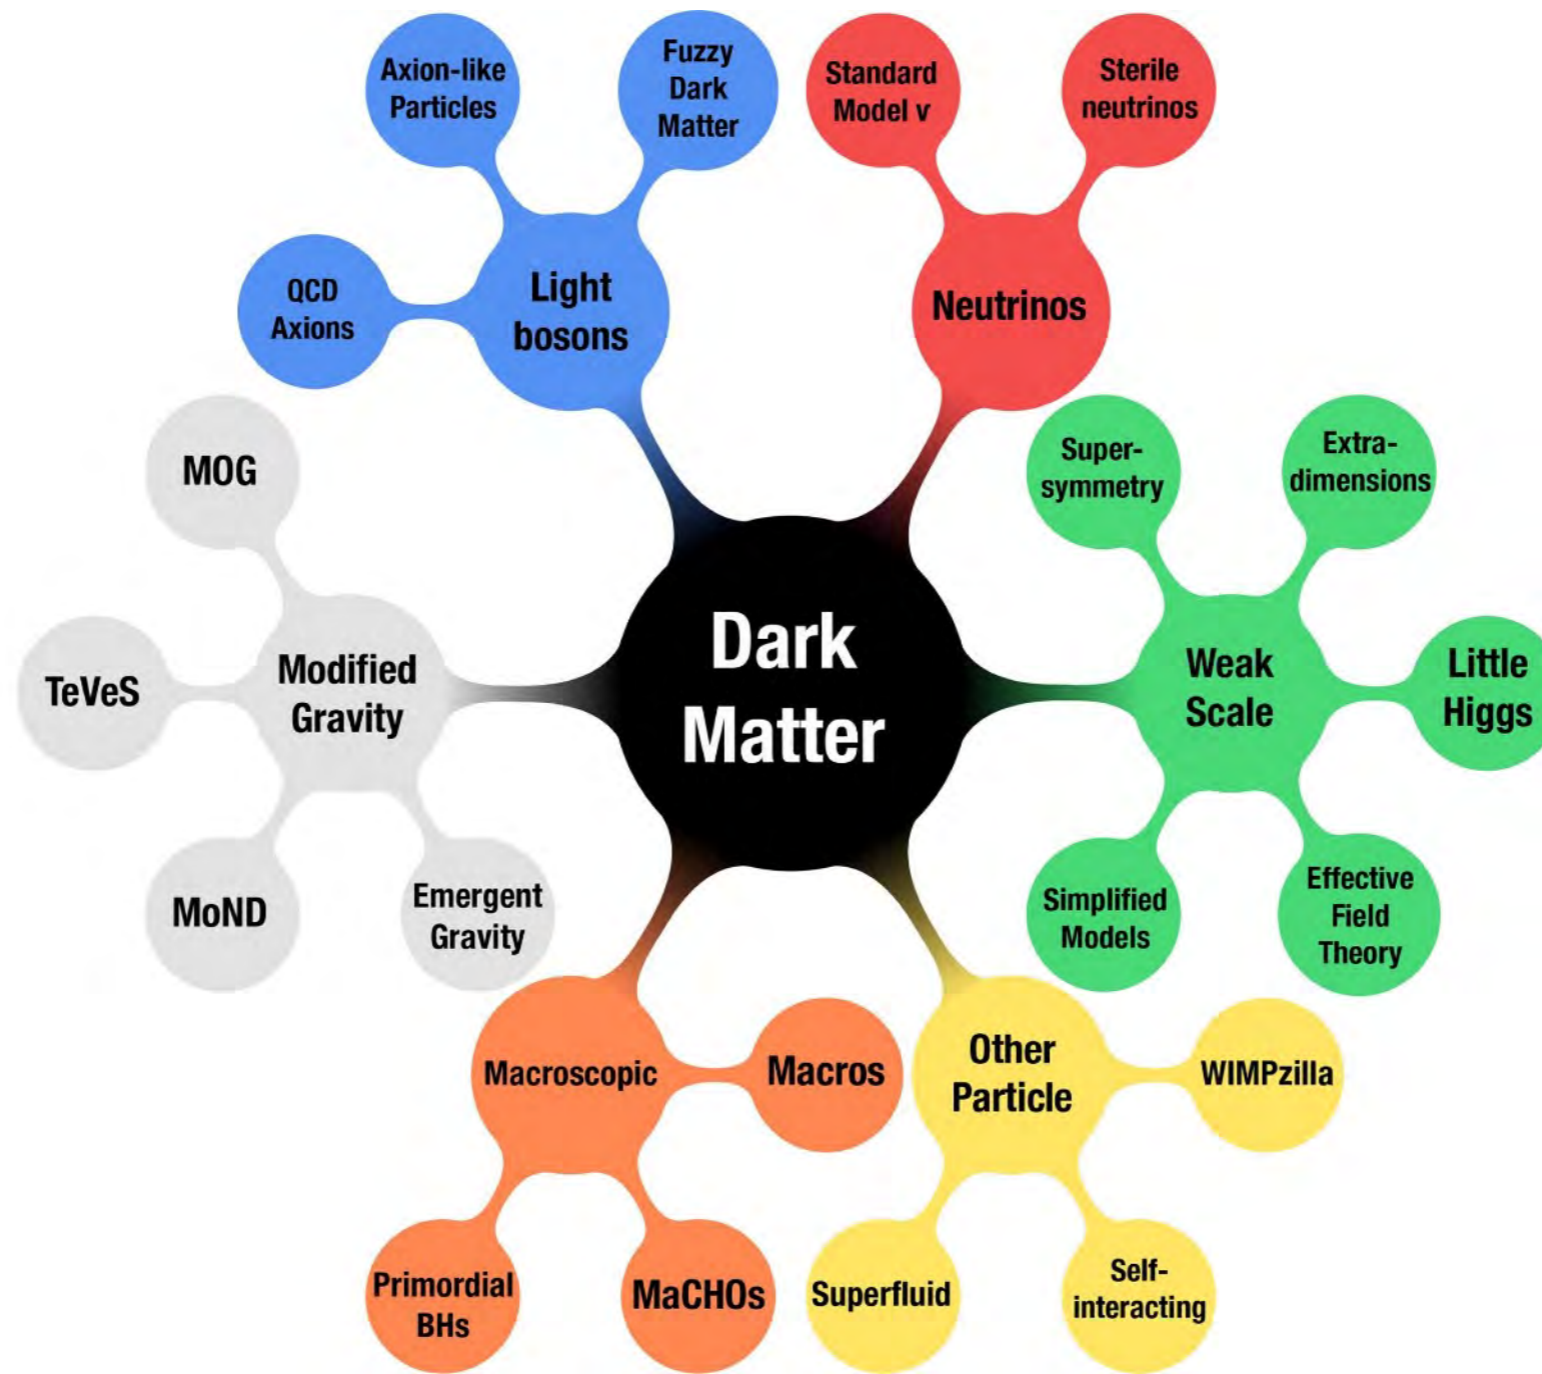 Axion-like
Particles
Fuzzy
Dark
Matter
Standard
Model ν
Sterile
neutrinos
QCD
Axions
Light
bosons
Neutrinos
MOG
Super-
symmetry
Extra-
dimensions
TeVeS
Modified
Gravity
Dark
Matter
Weak
Scale
Little
Higgs
MoND
Emergent
Gravity
Simplified
Models
Effective
Field
Theory
Macroscopic
Macros
Other
Particle
WIMPzilla
Primordial
BHs
MaCHOs
Superfluid
Self-
interacting